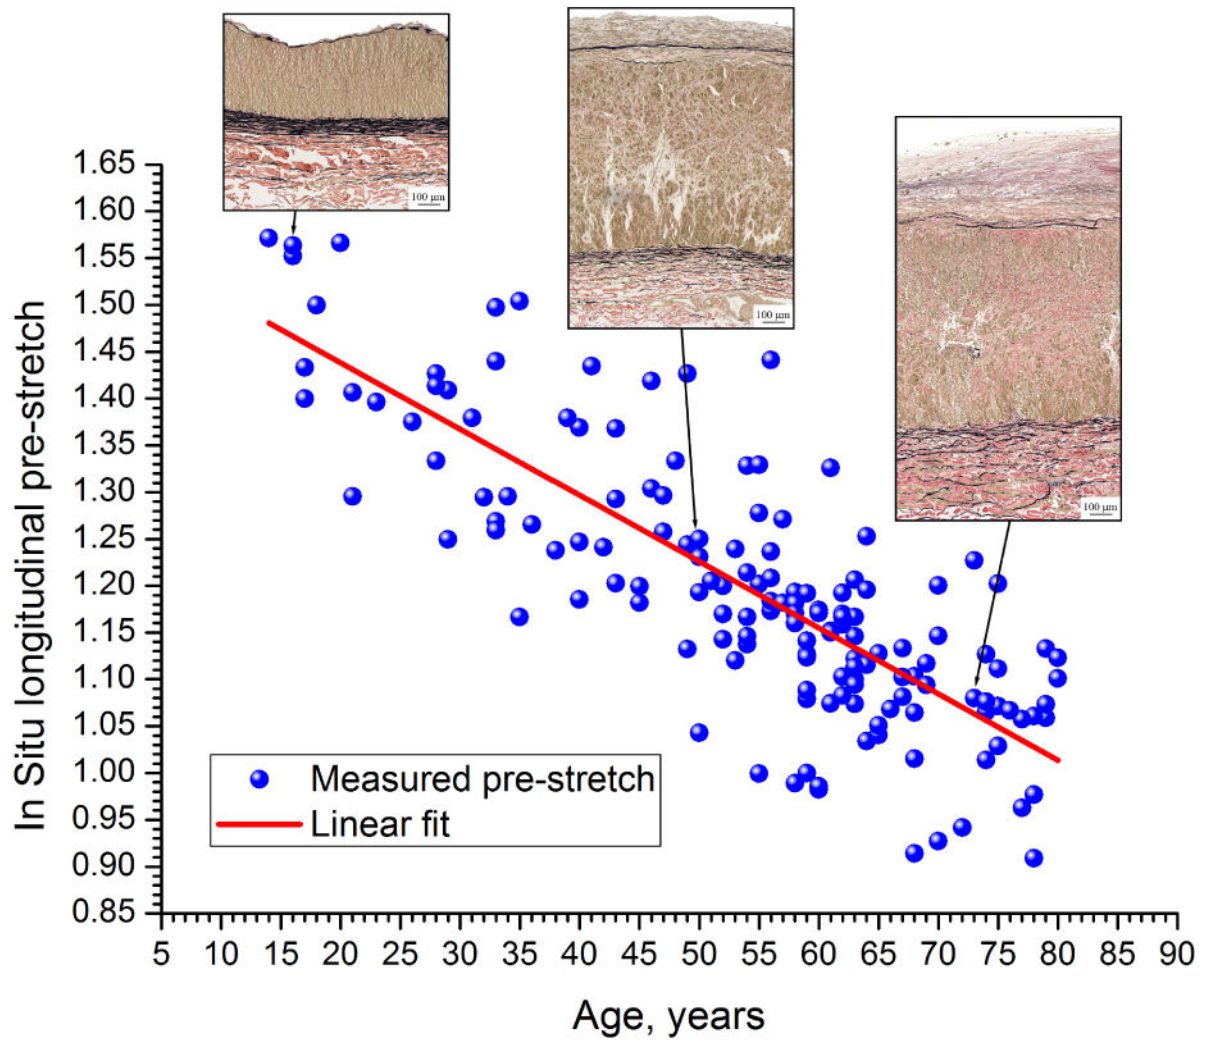 100 μm
100 μm
100 μm
1.65
1.60
1.55
1.50
1.45
1.40
1.35
1.30
1.25
1.20
1.15
1.10
1.05
1.00
0.95
0.90
0.85
In Situ longitudinal pre-stretch
Measured pre-stretch
Linear fit
5 10 15 20 25 30 35 40 45 50 55 60 65 70 75 80 85 90
Age, years